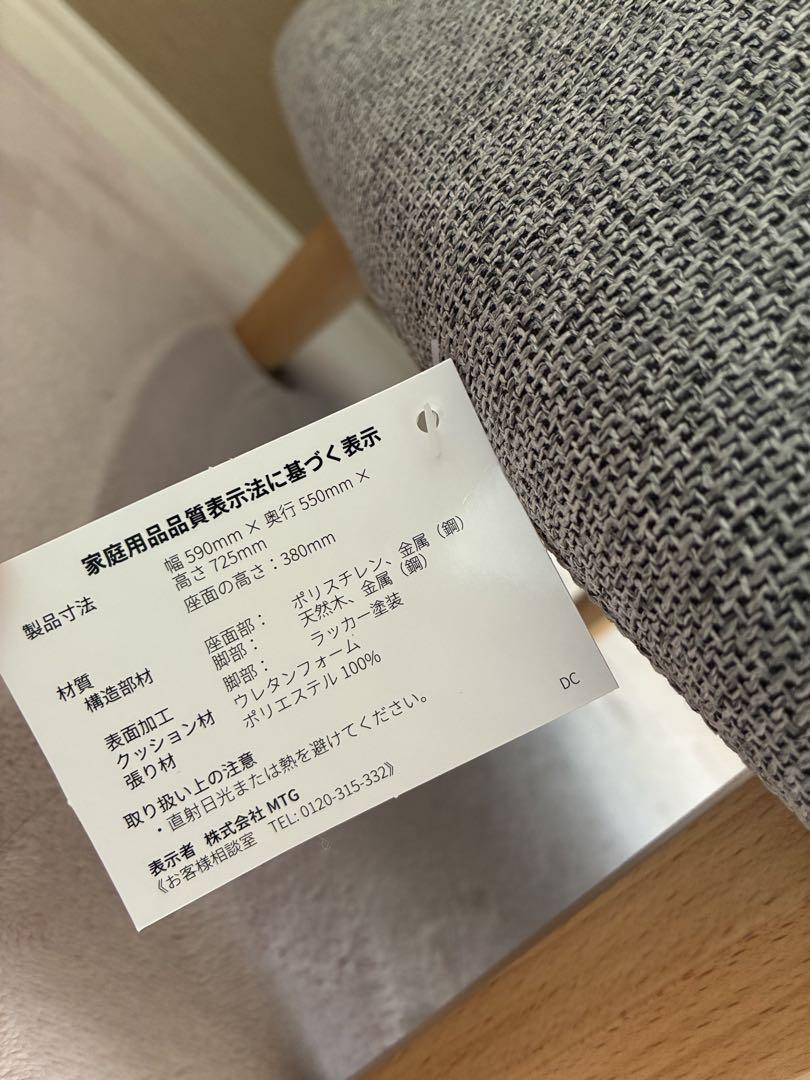 家庭用品品質表示法に基づく表示
製品寸法 幅 590mm × 奥行 550mm ×
高さ 725mm
座面の高さ：380mm
材質
構造部材 座面部： ポリスチレン、金属（鋼）
脚部： 天然木、金属（鋼）
表面加工 脚部： ラッカー塗装
クッション材 ウレタンフォーム
張り材 ポリエステル 100%
取り扱い上の注意
・直射日光または熱を避けてください。
表示者 株式会社 MTG
《お客様相談室 TEL: 0120-315-332》
DC